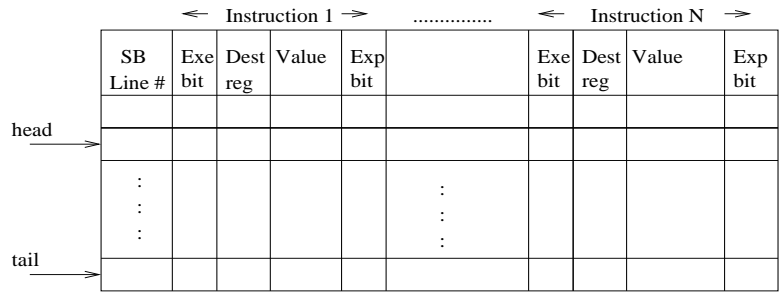 ← Instruction 1 → ............... ← Instruction N →
SB Line # Exe bit Dest reg Value Exp bit Exe bit Dest reg Value Exp bit
head
: :
: :
: :
tail